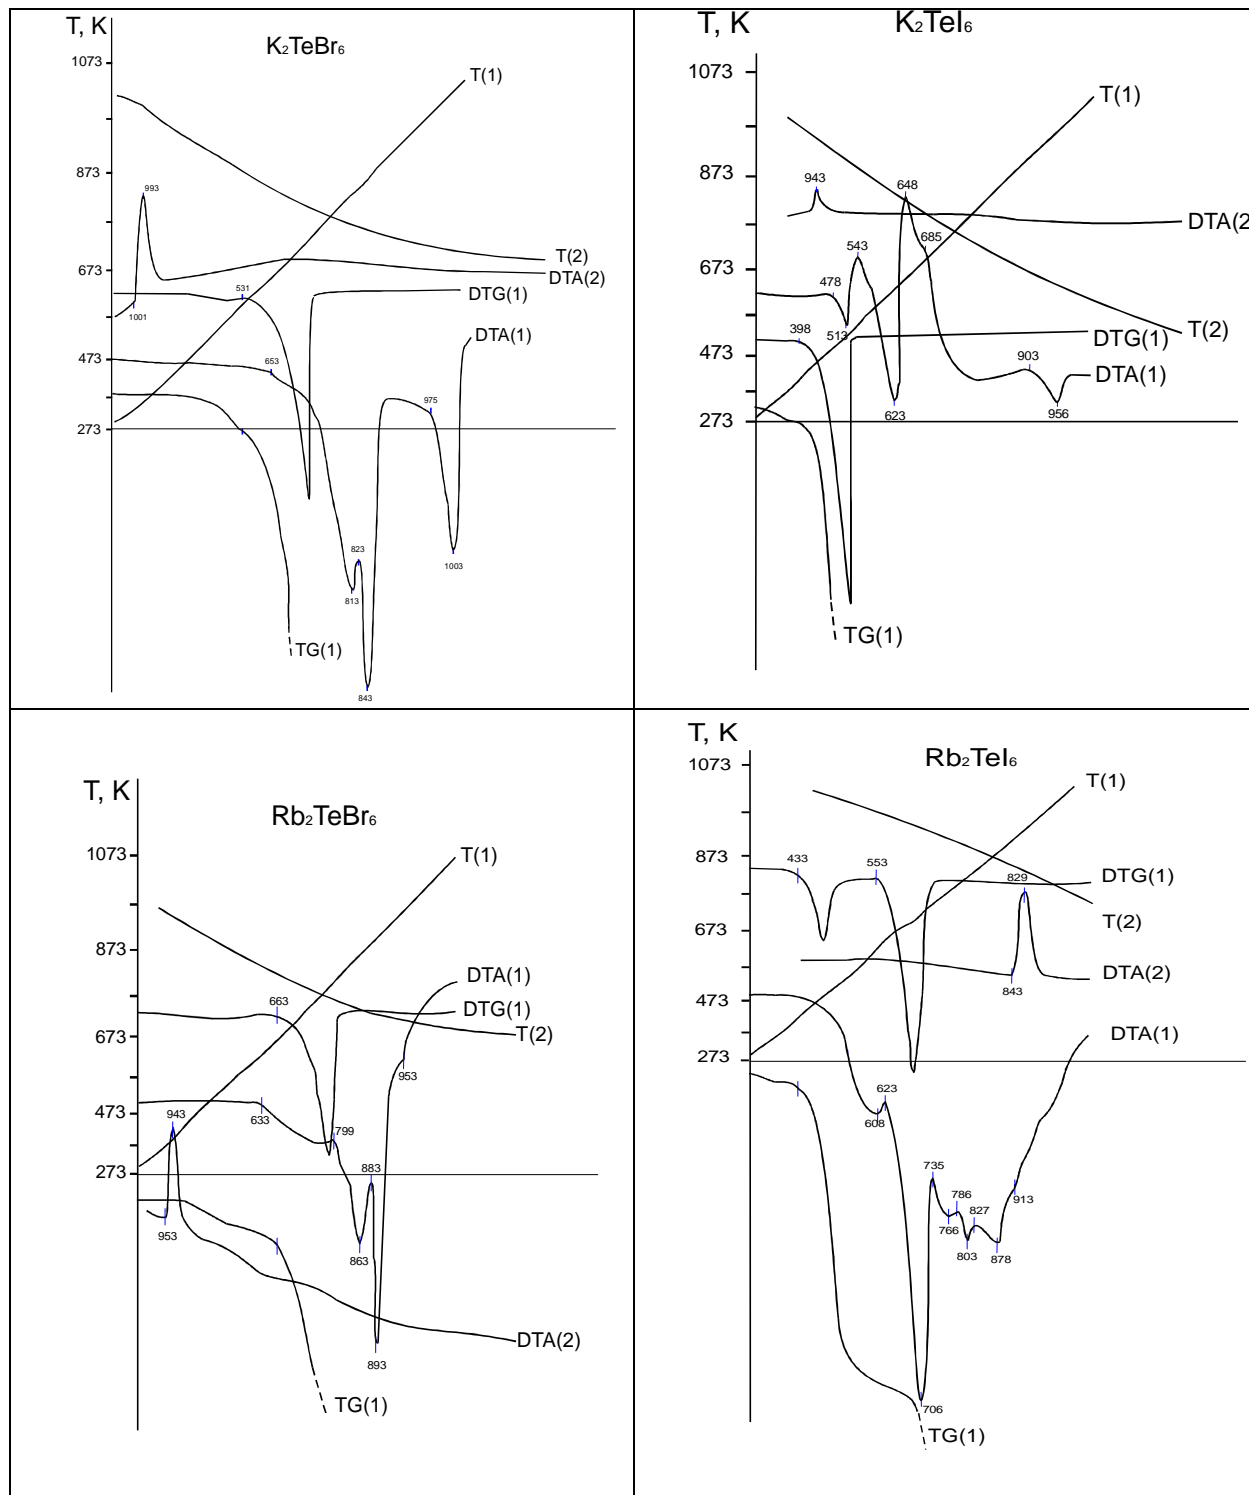 T, K
K₂TeBr₆
1073
T(1)
873
993
T(2)
673
DTA(2)
531
DTG(1)
1001
DTA(1)
473
653
975
273
823
1003
813
TG(1)
843
T, K
K₂TeI₆
1073
T(1)
873
943
648
DTA(2
685
543
673
478
T(2)
398
513
DTG(1)
473
903
DTA(1)
623
956
273
TG(1)
T, K
Rb₂TeBr₆
1073
T(1)
873
DTA(1)
663
DTG(1)
T(2)
673
953
473
943
633
799
883
273
953
863
DTA(2)
893
TG(1)
T, K
Rb₂TeI₆
1073
T(1)
873
433
553
829
DTG(1)
T(2)
673
DTA(2)
843
473
DTA(1)
273
623
608
735
786
827
913
766
803
878
706
TG(1)